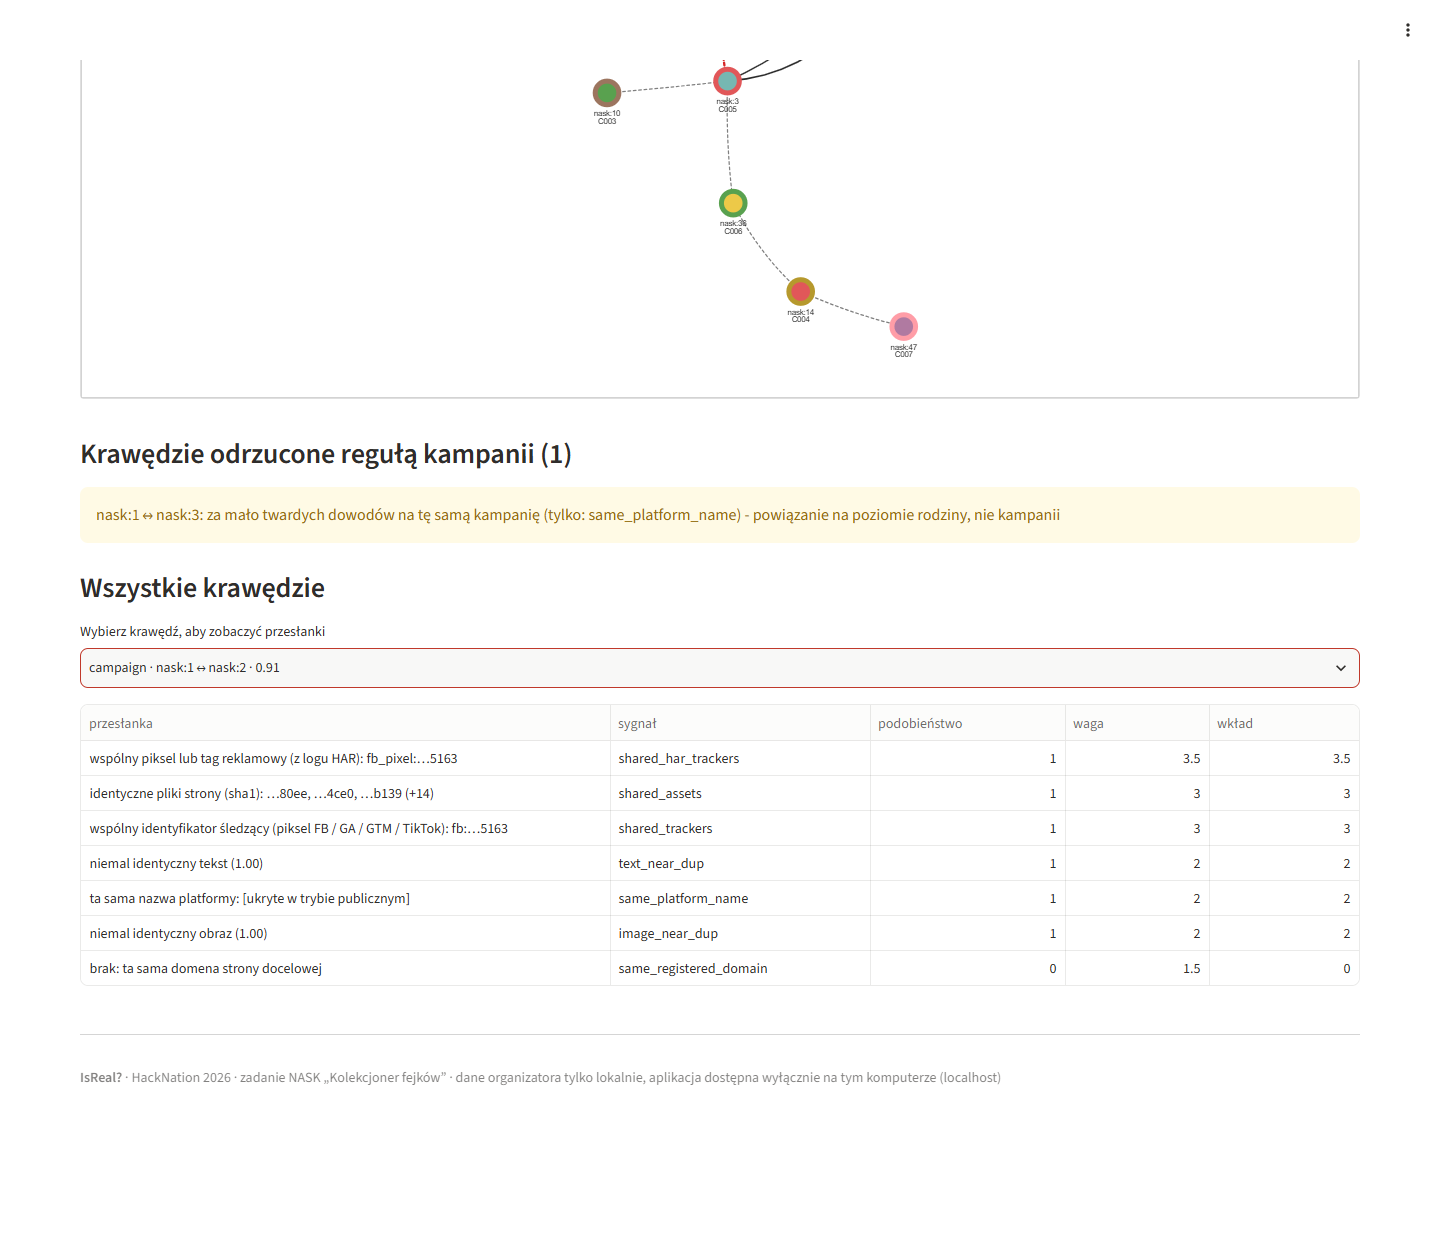 nask:10
C003
nask:3
C005
nask:36
C006
nask:14
C004
nask:47
C007
Krawędzie odrzucone regułą kampanii (1)
nask:1 ↔ nask:3: za mało twardych dowodów na tę samą kampanię (tylko: same_platform_name) - powiązanie na poziomie rodziny, nie kampanii
Wszystkie krawędzie
Wybierz krawędź, aby zobaczyć przesłanki
campaign · nask:1 ↔ nask:2 · 0.91
przesłanka sygnał podobieństwo waga wkład
wspólny piksel lub tag reklamowy (z logu HAR): fb_pixel:…5163 shared_har_trackers 1 3.5 3.5
identyczne pliki strony (sha1): …80ee, …4ce0, …b139 (+14) shared_assets 1 3 3
wspólny identyfikator śledzący (piksel FB / GA / GTM / TikTok): fb:…5163 shared_trackers 1 3 3
niemal identyczny tekst (1.00) text_near_dup 1 2 2
ta sama nazwa platformy: [ukryte w trybie publicznym] same_platform_name 1 2 2
niemal identyczny obraz (1.00) image_near_dup 1 2 2
brak: ta sama domena strony docelowej same_registered_domain 0 1.5 0
IsReal? · HackNation 2026 · zadanie NASK „Kolekcjoner fejków” · dane organizatora tylko lokalnie, aplikacja dostępna wyłącznie na tym komputerze (localhost)